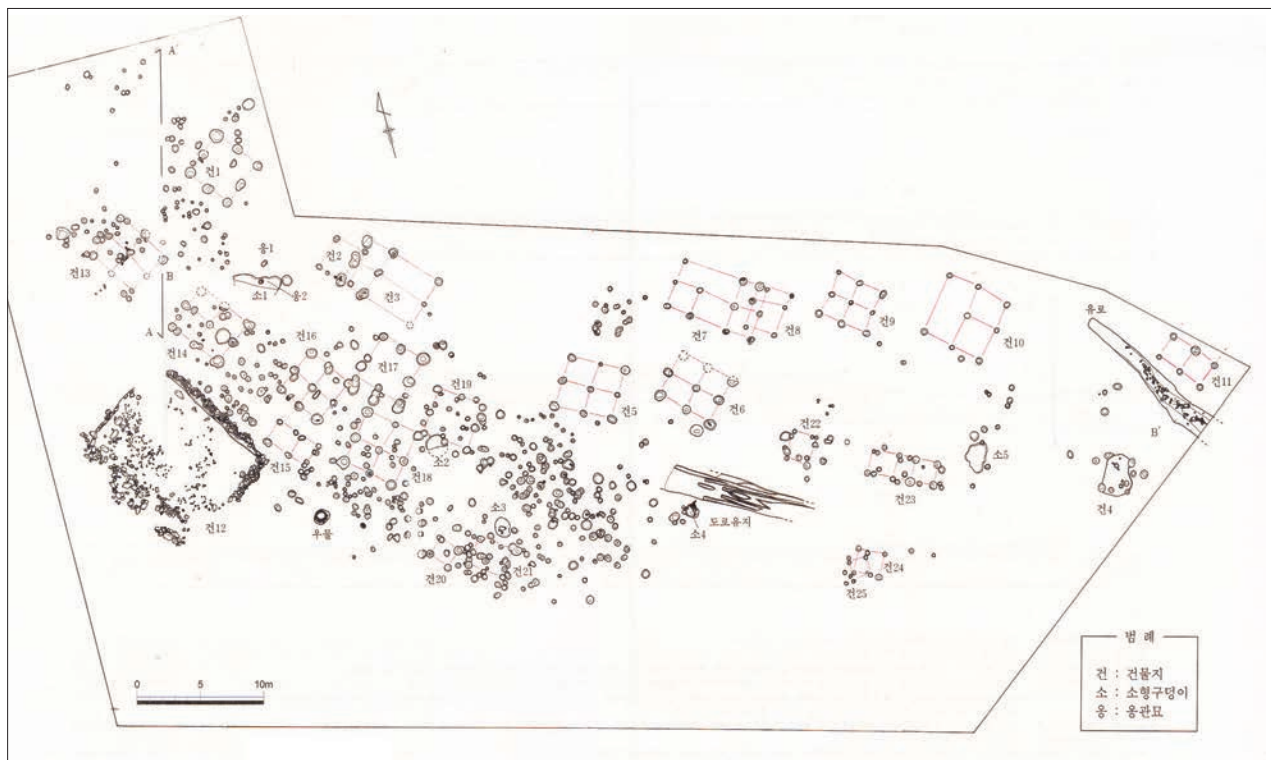 A
건1
건13
B
옹1
소1
옹2
건2
건3
A
건14
건16
건17
건19
건15
건18
소2
건12
우물
소3
건20
건21
건5
건7
건8
건6
건9
건10
유로
건11
B'
건22
건23
소5
건4
소4
도로유지
건24
건25
0 5 10m
범 례
건 : 건물지
소 : 소형구덩이
옹 : 옹관묘